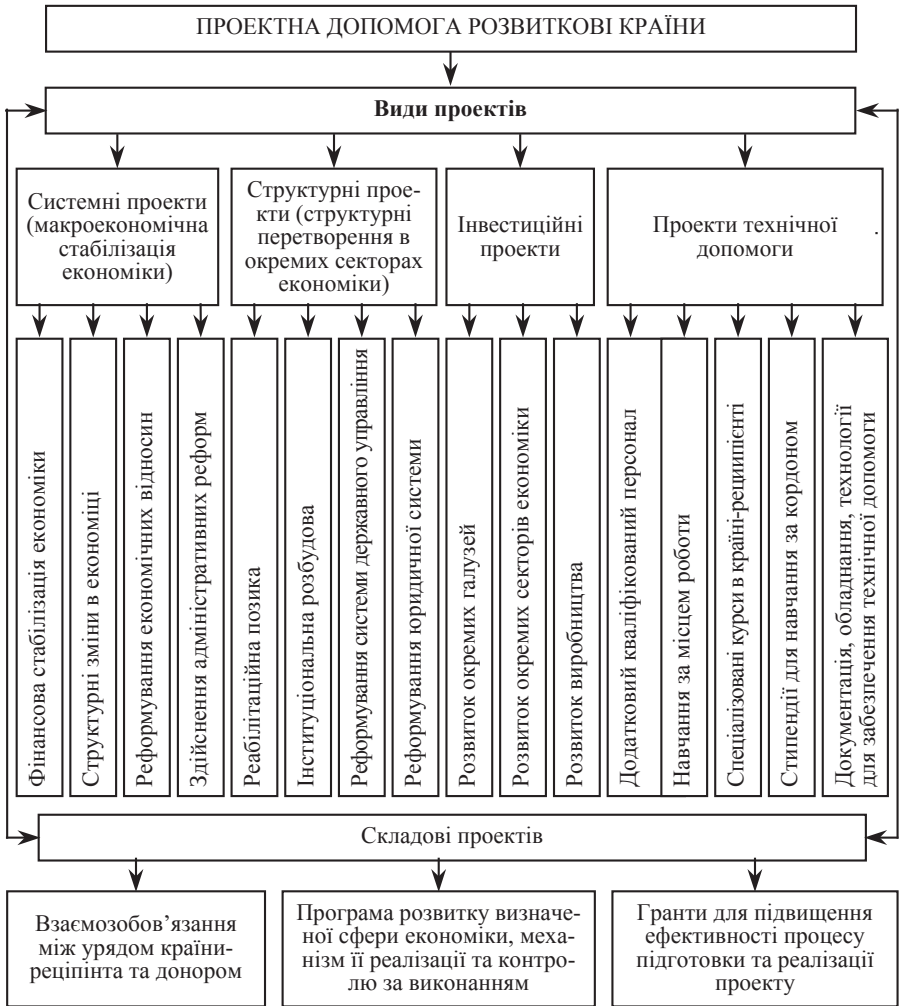 ПРОЕКТНА ДОПОМОГА РОЗВИТКОВІ КРАЇНИ
Види проектів
Системні проекти
(макроекономічна
стабілізація
економіки)
Структурні прое-
кти (структурні
перетворення в
окремих секторах
економіки)
Інвестиційні
проекти
Проекти технічної
допомоги
.
Фінансова стабілізація економіки
Структурні зміни в економіці
Реформування економічних відносин
Здійснення адміністративних реформ
Реабілітаційна позика
Інституціональна розбудова
Реформування системи державного управління
Реформування юридичної системи
Розвиток окремих галузей
Розвиток окремих секторів економіки
Розвиток виробництва
Додатковий кваліфікований персонал
Навчання за місцем роботи
Спеціалізовані курси в країні-реципієнті
Стипендії для навчання за кордоном
Документація, обладнання, технології
для забезпечення технічної допомоги
Складові проектів
Взаємозобов’язання
між урядом країни-
реціпінта та донором
Програма розвитку визначе-
ної сфери економіки, меха-
нізм її реалізації та контро-
лю за виконанням
Гранти для підвищення
ефективності процесу
підготовки та реалізації
проекту